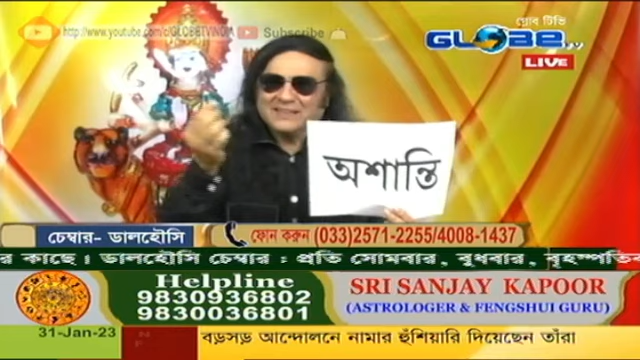 http://www.youtube.com/c/GLOBETVINDIA Subscribe
গ্লোব টিভি
GLOBE TV
LIVE
অশান্তি
চেম্বার- ডালহৌসি
ফোন করুন (033)2571-2255/4008-1437
র কাছে। ডালহৌসি চেম্বার : প্রতি সোমবার, বুধবার, বৃহস্পতিব
Helpline
9830936802
9830036801
SRI SANJAY KAPOOR
(ASTROLOGER & FENGSHUI GURU)
31-Jan-23
বড়সড় আন্দোলনে নামার হুঁশিয়ারি দিয়েছেন তাঁরা